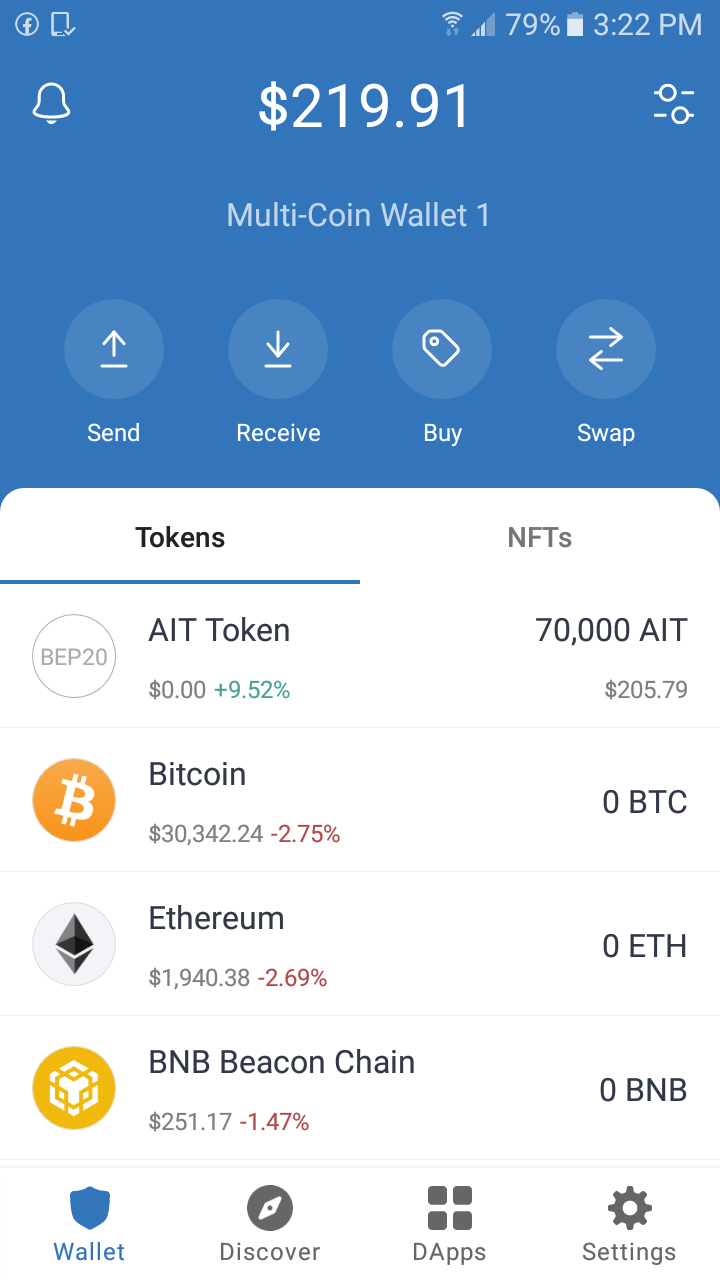 79% 3:22 PM
$219.91
Multi-Coin Wallet 1
Send Receive Buy Swap
Tokens NFTs
BEP20
AIT Token 70,000 AIT
$0.00 +9.52% $205.79
Bitcoin
0 BTC
$30,342.24 -2.75%
Ethereum
0 ETH
$1,940.38 -2.69%
BNB Beacon Chain
0 BNB
$251.17 -1.47%
Wallet Discover DApps Settings